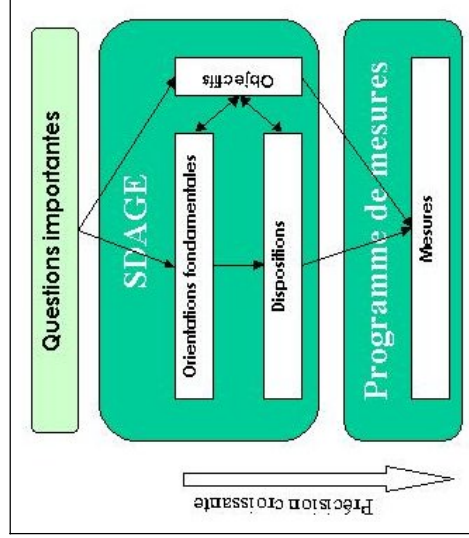 Questions importantes
SDAGE
Orientations fondamentales
Objectifs
Dispositions
Programme de mesures
Mesures
Précision croissante